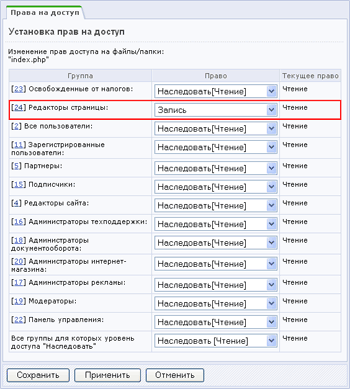 Права на доступ
Установка прав на доступ
Изменение прав доступа на файлы/папки:
"index.php"
Группа Право Текущее право
[23] Освобожденные от налогов: Наследовать[Чтение] Чтение
[24] Редакторы страницы: Запись Чтение
[2] Все пользователи: Наследовать[Чтение] Чтение
[11] Зарегистрированные Наследовать[Чтение] Чтение
пользователи:
[5] Партнеры: Наследовать[Чтение] Чтение
[15] Подписчики: Наследовать[Чтение] Чтение
[4] Редакторы сайта: Наследовать[Чтение] Чтение
[16] Администраторы техподдержки: Наследовать[Чтение] Чтение
[18] Администраторы Наследовать[Чтение] Чтение
документооборота:
[20] Администраторы интернет- Наследовать[Чтение] Чтение
магазина:
[17] Администраторы рекламы: Наследовать[Чтение] Чтение
[19] Модераторы: Наследовать[Чтение] Чтение
[22] Панель управления: Наследовать[Чтение] Чтение
Все группы для которых уровень Наследовать [Чтение] Чтение
доступа "Наследовать"
Сохранить Применить Отменить